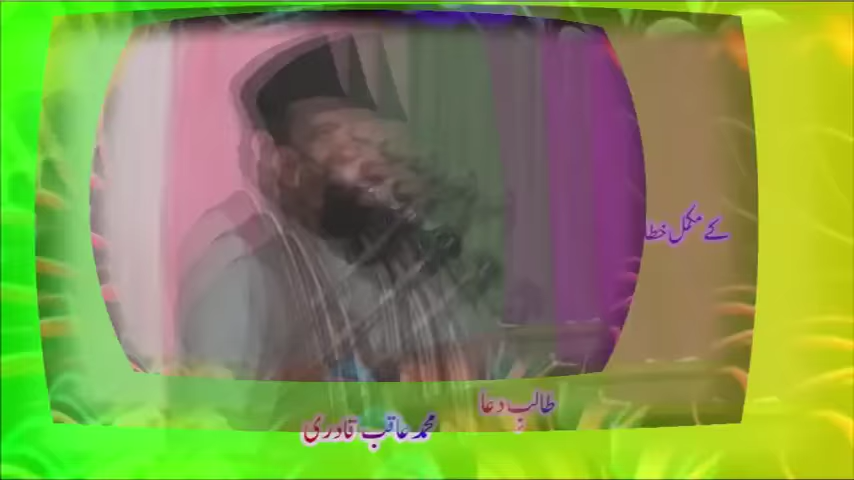 کے مکمل خطا
طالب دعا
محمد عاقب قادری